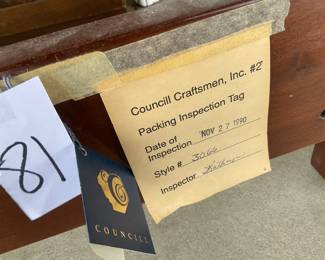 Councill Craftsmen, Inc. #2
Packing Inspection Tag
Date of
Inspection NOV 27 1990
Style # 3066
Inspector
81
COUNCILL